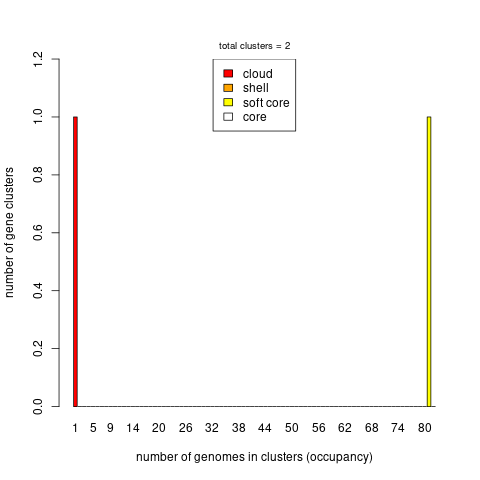 total clusters = 2
cloud
shell
soft core
core
number of gene clusters
0.0 0.2 0.4 0.6 0.8 1.0 1.2
1 5 9 14 20 26 32 38 44 50 56 62 68 74 80
number of genomes in clusters (occupancy)